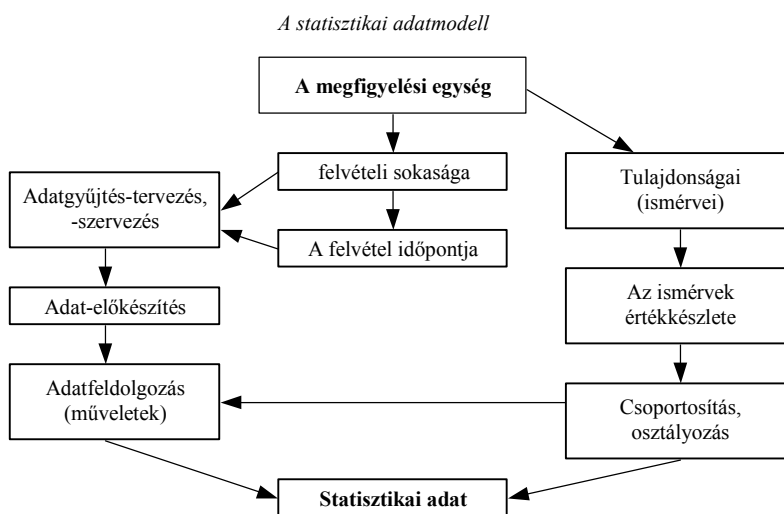 A statisztikai adatmodell
A megfigyelési egység
felvételi sokasága
Adatgyűjtés-tervezés,
-szervezés
Tulajdonságai
(ismérvei)
A felvétel időpontja
Adat-előkészítés
Az ismérvek
értékkészlete
Adatfeldolgozás
(műveletek)
Csoportosítás,
osztályozás
Statisztikai adat